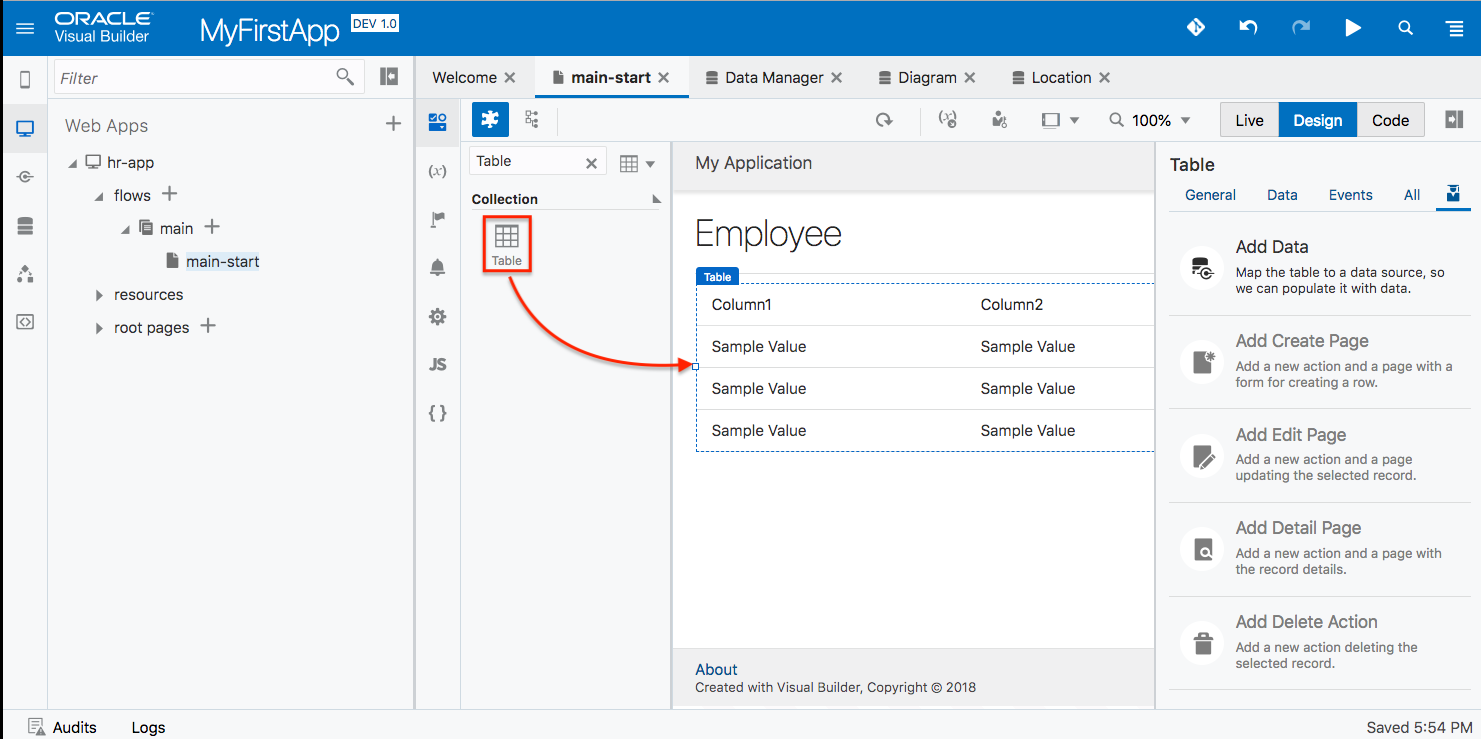 ORACLE
Visual Builder
MyFirstApp
DEV 1.0
Filter
Welcome
main-start
Data Manager
Diagram
Location
Web Apps
100%
Live
Design
Code
hr-app
flows
main
main-start
resources
root pages
(x)
JS
{ }
Table
Collection
Table
My Application
Employee
Table
Column1 Column2
Sample Value Sample Value
Sample Value Sample Value
Sample Value Sample Value
About
Created with Visual Builder, Copyright © 2018
Table
General Data Events All
Add Data
Map the table to a data source, so
we can populate it with data.
Add Create Page
Add a new action and a page with a
form for creating a row.
Add Edit Page
Add a new action and a page
updating the selected record.
Add Detail Page
Add a new action and a page with
the record details.
Add Delete Action
Add a new action deleting the
selected record.
Audits Logs
Saved 5:54 PM